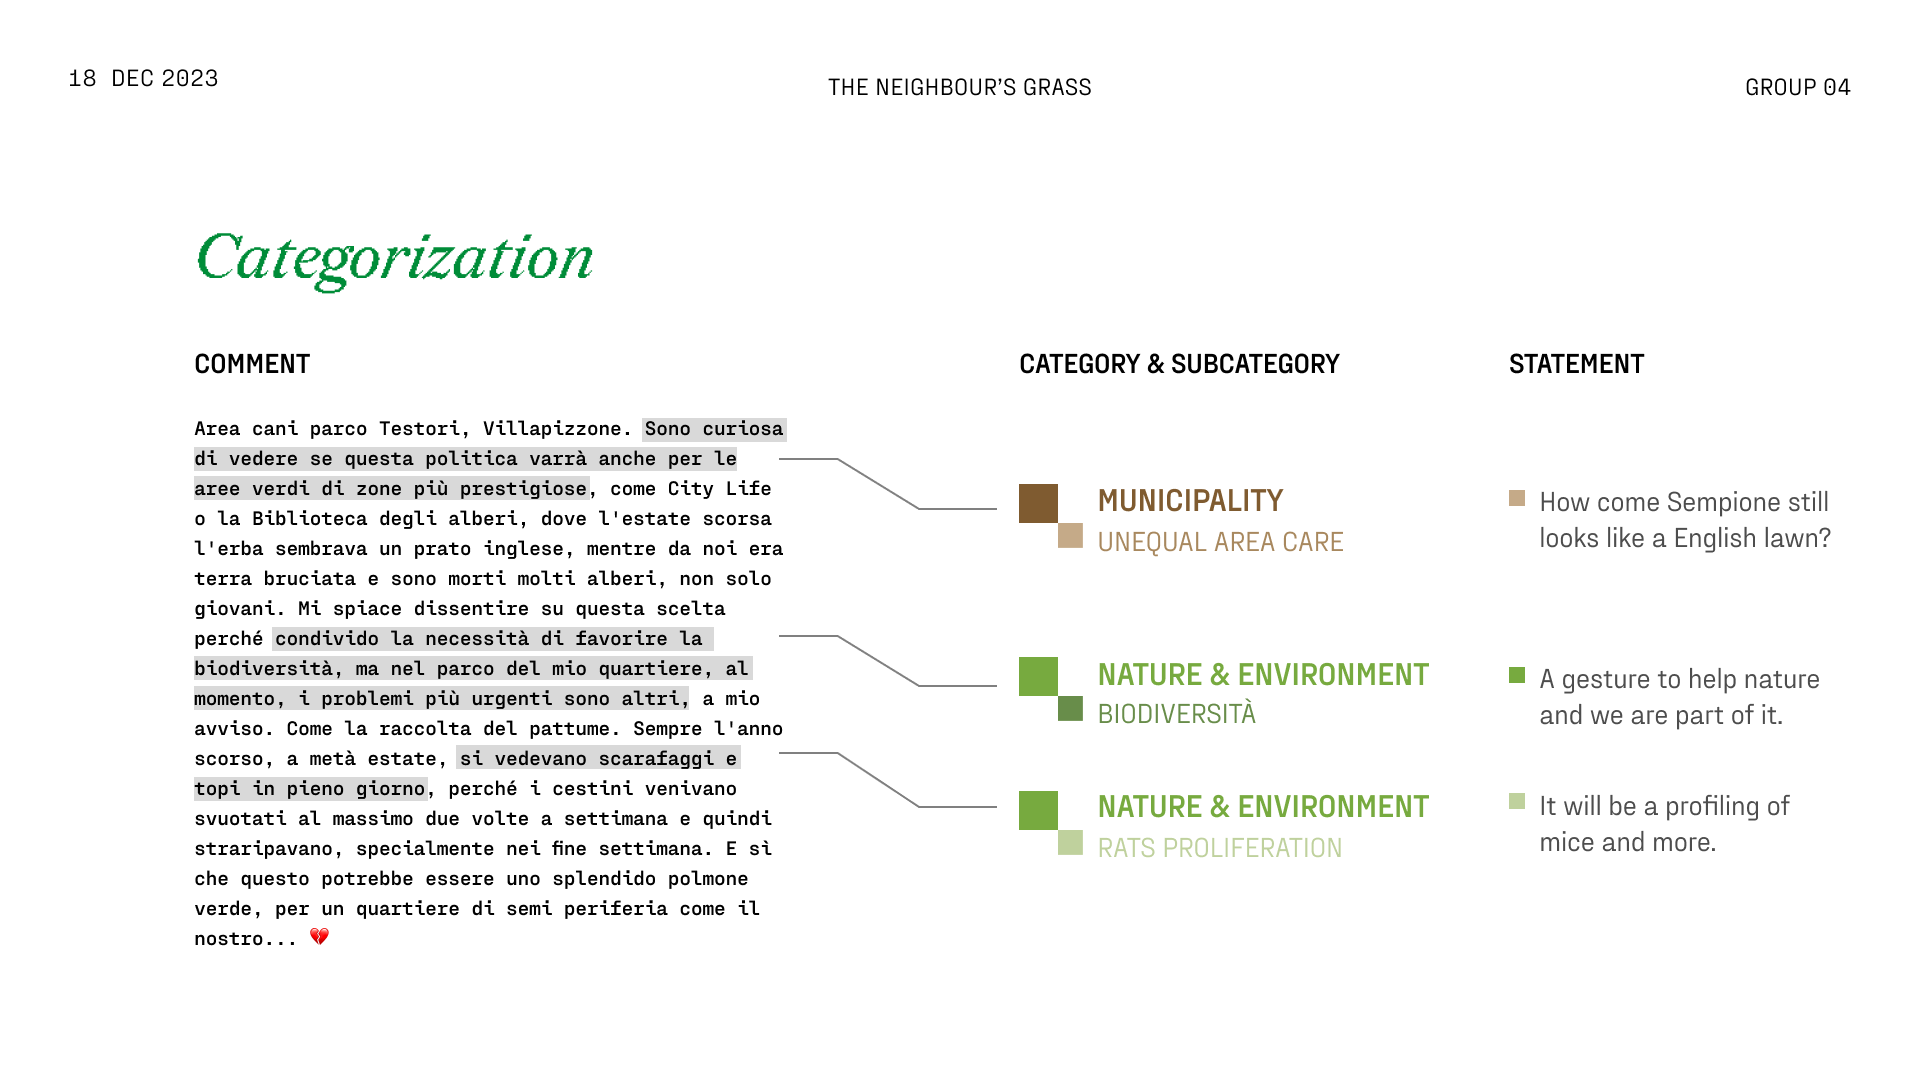 18 DEC 2023
THE NEIGHBOUR’S GRASS
GROUP 04
Categorization
COMMENT
Area cani parco Testori, Villapizzone. Sono curiosa
di vedere se questa politica varrà anche per le
aree verdi di zone più prestigiose, come City Life
o la Biblioteca degli alberi, dove l'estate scorsa
l'erba sembrava un prato inglese, mentre da noi era
terra bruciata e sono morti molti alberi, non solo
giovani. Mi spiace dissentire su questa scelta
perché condivido la necessità di favorire la
biodiversità, ma nel parco del mio quartiere, al
momento, i problemi più urgenti sono altri, a mio
avviso. Come la raccolta del pattume. Sempre l'anno
scorso, a metà estate, si vedevano scarafaggi e
topi in pieno giorno, perché i cestini venivano
svuotati al massimo due volte a settimana e quindi
straripavano, specialmente nei fine settimana. E sì
che questo potrebbe essere uno splendido polmone
verde, per un quartiere di semi periferia come il
nostro... 💔
CATEGORY & SUBCATEGORY
MUNICIPALITY
UNEQUAL AREA CARE
NATURE & ENVIRONMENT
BIODIVERSITÀ
NATURE & ENVIRONMENT
RATS PROLIFERATION
STATEMENT
How come Sempione still
looks like a English lawn?
A gesture to help nature
and we are part of it.
It will be a profiling of
mice and more.